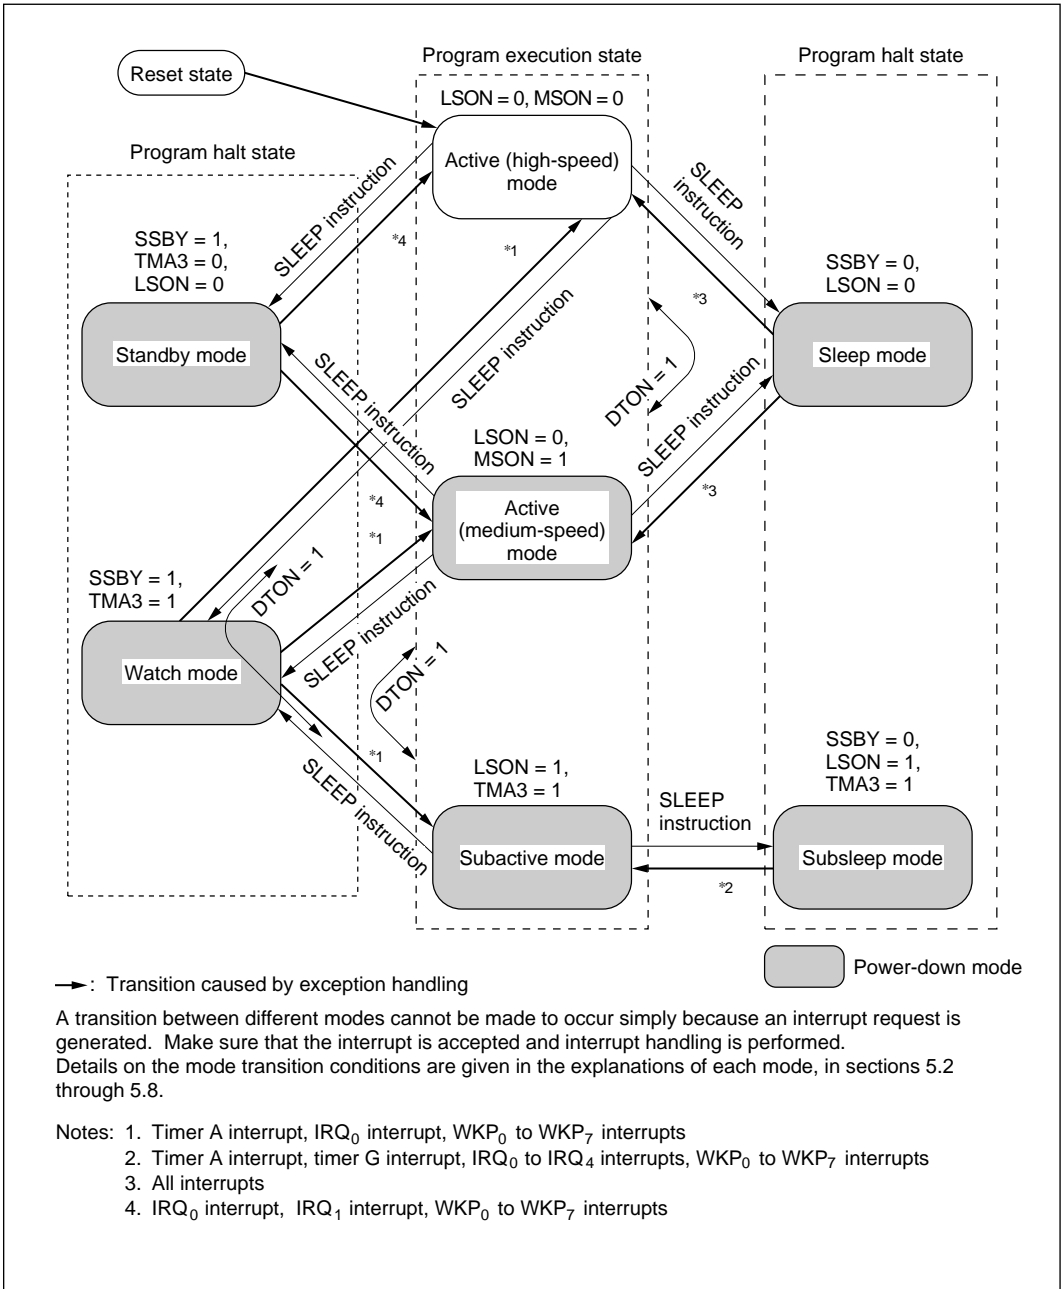 Program execution state
Program halt state
Reset state
LSON = 0, MSON = 0
Program halt state
Active (high-speed)
mode
SLEEP instruction
*4
*1
SLEEP
instruction
SSBY = 1,
TMA3 = 0,
LSON = 0
SSBY = 0,
LSON = 0
*3
Standby mode
SLEEP instruction
SLEEP instruction
DTON = 1
Sleep mode
SLEEP instruction
LSON = 0,
MSON = 1
*4
*3
Active
(medium-speed)
mode
*1
DTON = 1
SSBY = 1,
TMA3 = 1
SLEEP instruction
Watch mode
DTON = 1
*1
SLEEP instruction
LSON = 1,
TMA3 = 1
SSBY = 0,
LSON = 1,
TMA3 = 1
SLEEP
instruction
Subactive mode
Subsleep mode
*2
Power-down mode
: Transition caused by exception handling
A transition between different modes cannot be made to occur simply because an interrupt request is
generated. Make sure that the interrupt is accepted and interrupt handling is performed.
Details on the mode transition conditions are given in the explanations of each mode, in sections 5.2
through 5.8.
Notes: 1. Timer A interrupt, IRQ0 interrupt, WKP0 to WKP7 interrupts
2. Timer A interrupt, timer G interrupt, IRQ0 to IRQ4 interrupts, WKP0 to WKP7 interrupts
3. All interrupts
4. IRQ0 interrupt, IRQ1 interrupt, WKP0 to WKP7 interrupts